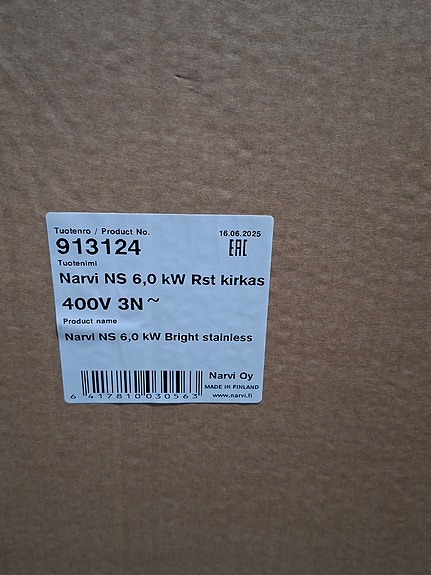 Tuotenro / Product No.
16.06.2025
913124
EAC
Tuotenimi
Narvi NS 6,0 kW Rst kirkas
400V 3N~
Product name
Narvi NS 6,0 kW Bright stainless
Narvi Oy
MADE IN FINLAND
www.narvi.fi
6 417810 030563